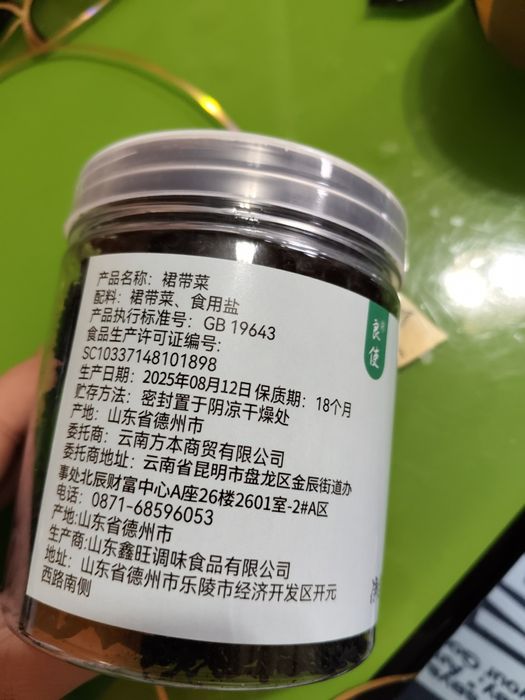 产品名称：裙带菜
配料：裙带菜、食用盐
产品执行标准号：GB 19643
食品生产许可证编号：
SC10337148101898
生产日期：2025年08月12日 保质期：18个月
贮存方法：密封置于阴凉干燥处
产地：山东省德州市
委托商：云南方本商贸有限公司
委托商地址：云南省昆明市盘龙区金辰街道办
事处北辰财富中心A座26楼2601室-2#A区
电话：0871-68596053
产地:山东省德州市
生产商:山东鑫旺调味食品有限公司
地址：山东省德州市乐陵市经济开发区开元
西路南侧
良使